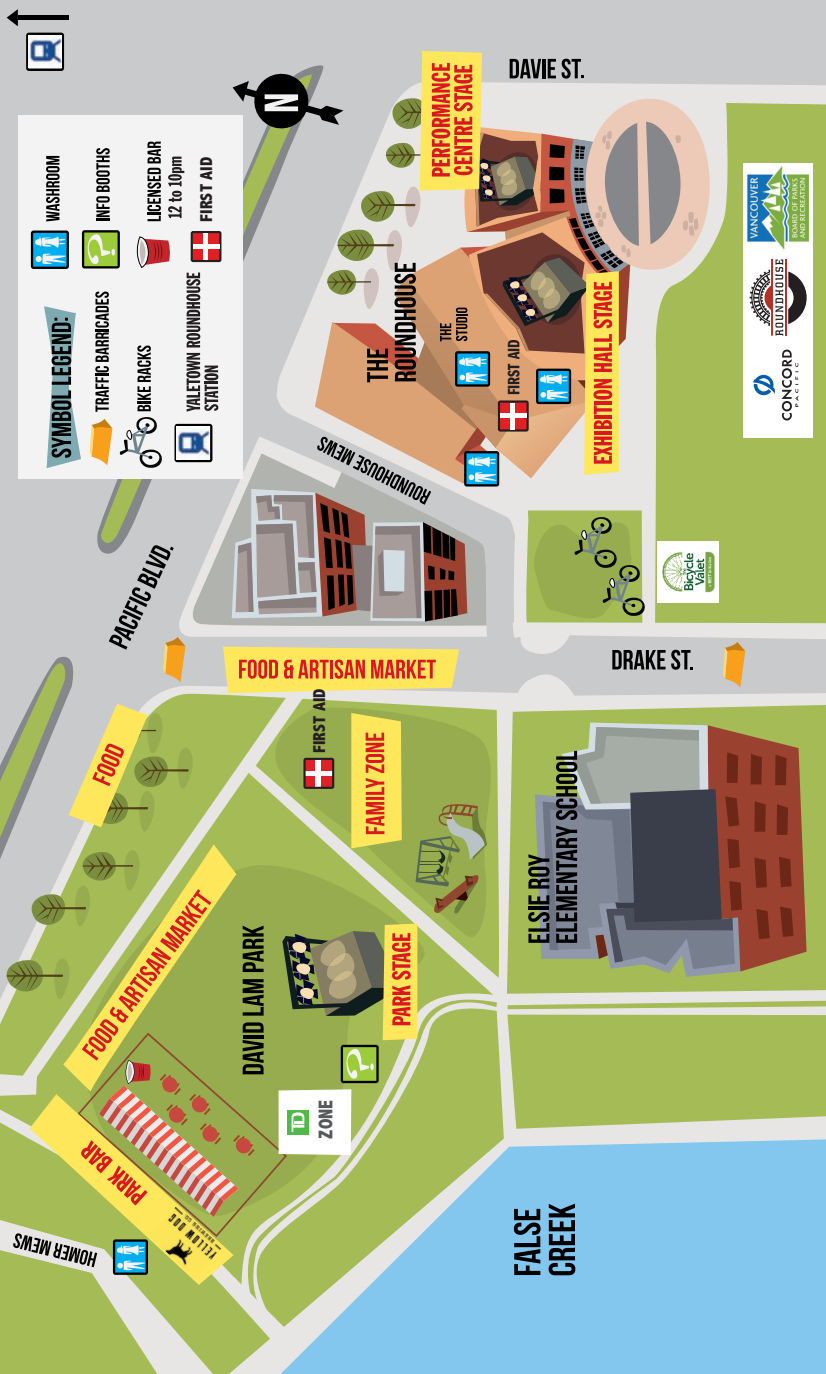 SYMBOL LEGEND:
TRAFFIC BARRICADES
BIKE RACKS
YALETOWN ROUNDHOUSE
STATION
WASHROOM
INFO BOOTHS
LICENSED BAR
12 to 10pm
FIRST AID
N
HOMER MEWS
PARK BAR
YELLOW DOG
BREWING CO.
FOOD & ARTISAN MARKET
FOOD
PACIFIC BLVD.
DAVID LAM PARK
TD
ZONE
PARK STAGE
FIRST AID
FAMILY ZONE
FOOD & ARTISAN MARKET
ROUNDHOUSE MEWS
THE
ROUNDHOUSE
THE
STUDIO
FIRST AID
PERFORMANCE
CENTRE STAGE
EXHIBITION HALL STAGE
DAVIE ST.
FALSE
CREEK
ELSIE ROY
ELEMENTARY SCHOOL
DRAKE ST.
The
Bicycle
Valet
CONCORD
PACIFIC
ROUNDHOUSE
VANCOUVER
BOARD OF PARKS
AND RECREATION